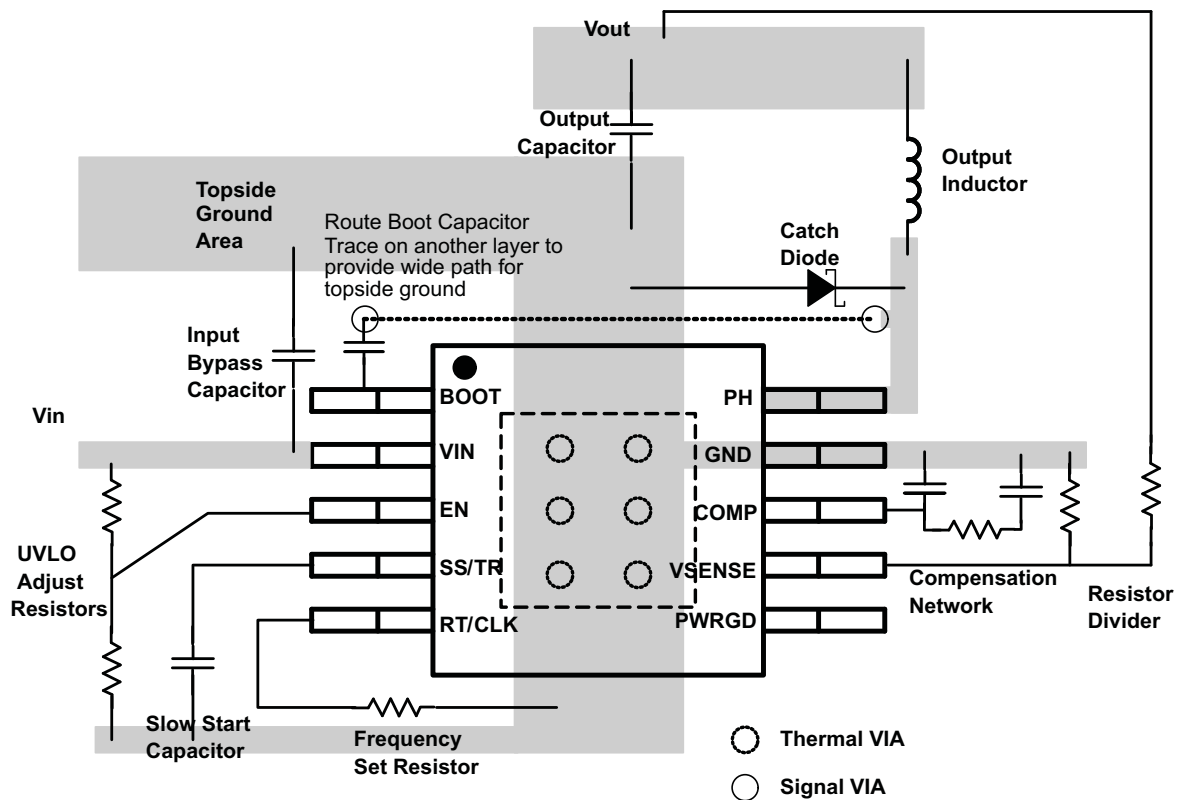 Vout
Output
Capacitor
Output
Inductor
Topside
Ground
Area
Route Boot Capacitor
Trace on another layer to
provide wide path for
topside ground
Catch
Diode
Input
Bypass
Capacitor
Vin
BOOT
PH
VIN
GND
EN
COMP
UVLO
Adjust
Resistors
SS/TR
VSENSE
Compensation
Network
Resistor
Divider
RT/CLK
PWRGD
Slow Start
Capacitor
Frequency
Set Resistor
Thermal VIA
Signal VIA